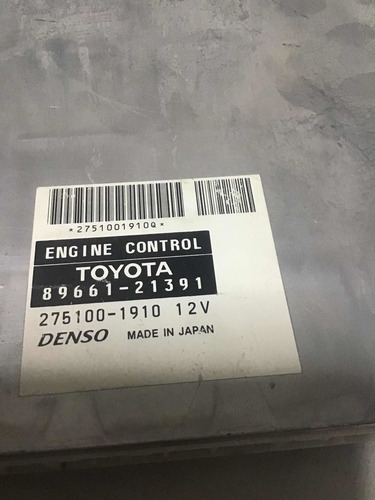 *2751001910Q*
ENGINE CONTROL
TOYOTA
89661-21391
275100-1910 12V
DENSO MADE IN JAPAN